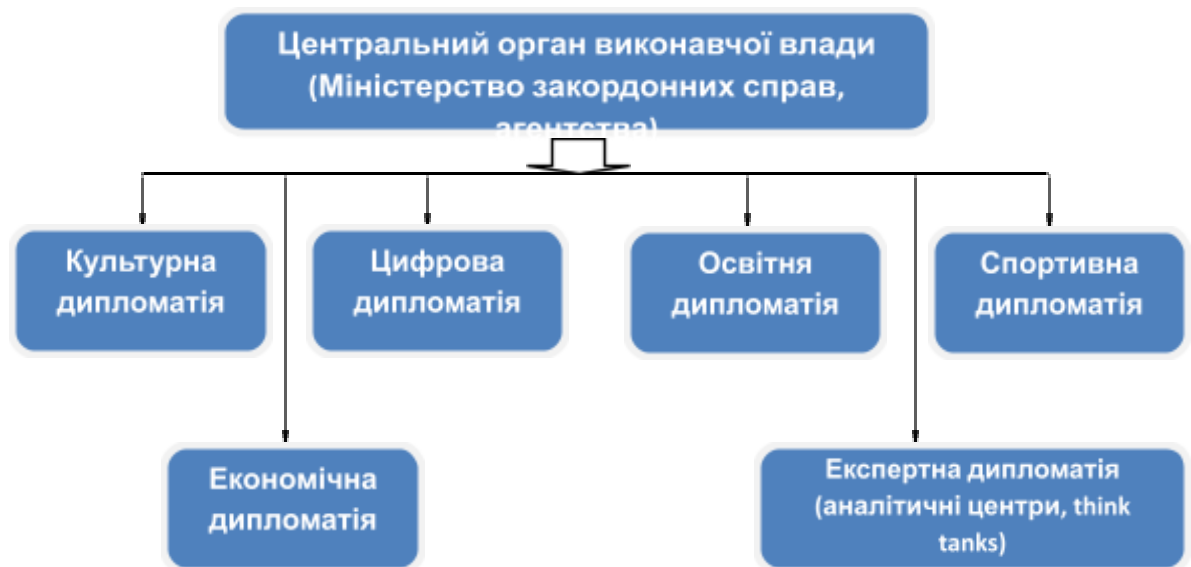 Центральний орган виконавчої влади
(Міністерство закордонних справ,
агентства)
Культурна
дипломатія
Цифрова
дипломатія
Освітня
дипломатія
Спортивна
дипломатія
Економічна
дипломатія
Експертна дипломатія
(аналітичні центри, think
tanks)